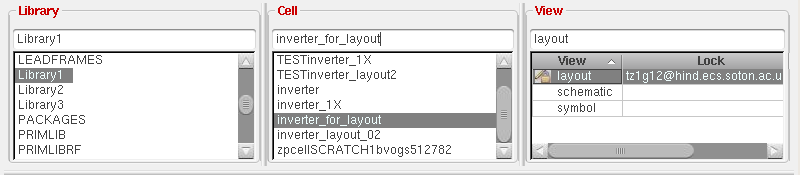 Library
Library1
LEADFRAMES
Library1
Library2
Library3
PACKAGES
PRIMLIB
PRIMLIBRF
Cell
inverter_for_layout
TESTinverter_1X
TESTinverter_layout2
inverter
inverter_1X
inverter_for_layout
inverter_layout_02
zpcellSCRATCH1bvogs512782
View
layout
View Lock
layout tz1g12@hind.ecs.soton.ac.u
schematic
symbol